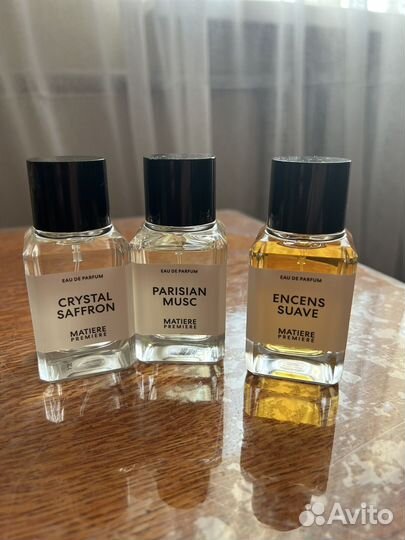 EAU DE PARFUM
CRYSTAL
SAFFRON
MATIERE
PREMIERE
EAU DE PARFUM
PARISIAN
MUSC
MATIERE
PREMIERE
EAU DE PARFUM
ENCENS
SUAVE
MATIERE
PREMIERE
Avito